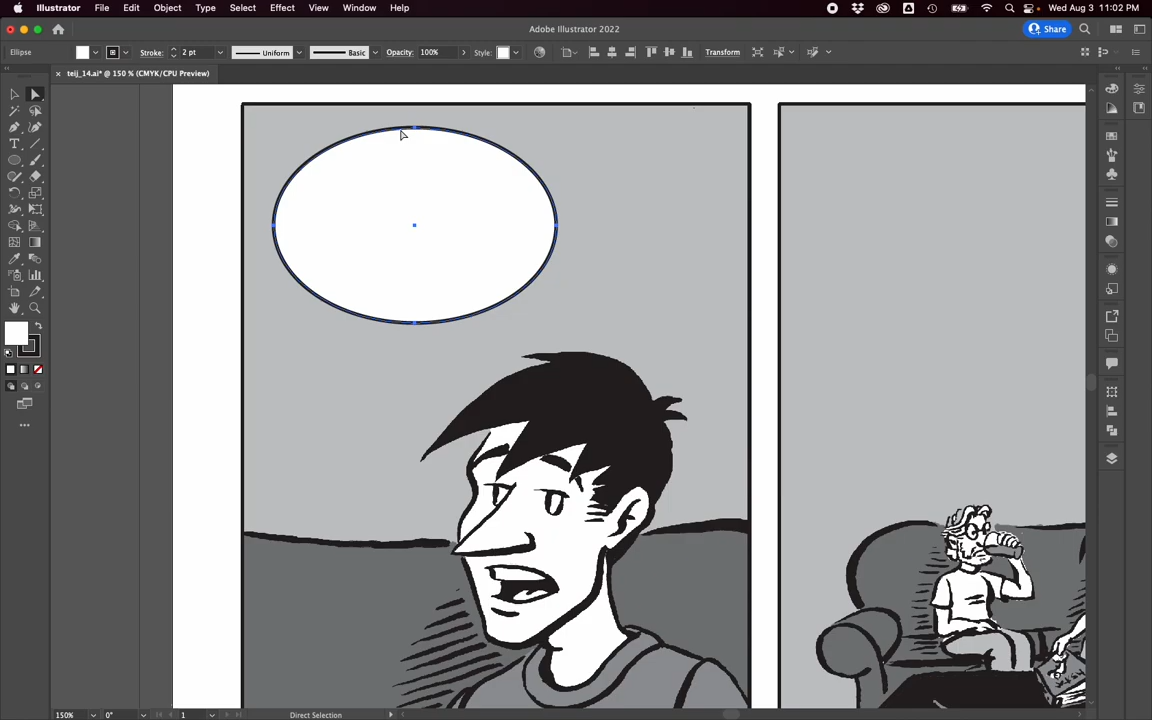 Illustrator File Edit Object Type Select Effect View Window Help Wed Aug 3 11:02 PM
Adobe Illustrator 2022 Share
Ellipse Stroke: 2 pt Uniform Basic Opacity: 100% Style: Transform
teij_14.ai* @ 150 % (CMYK/CPU Preview)
150% 0° 1 Direct Selection